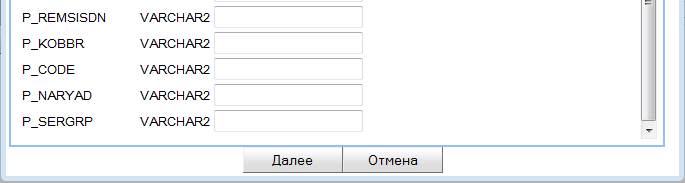 P_REMSISDN VARCHAR2
P_KOBBR VARCHAR2
P_CODE VARCHAR2
P_NARYAD VARCHAR2
P_SERGRP VARCHAR2
Далее Отмена